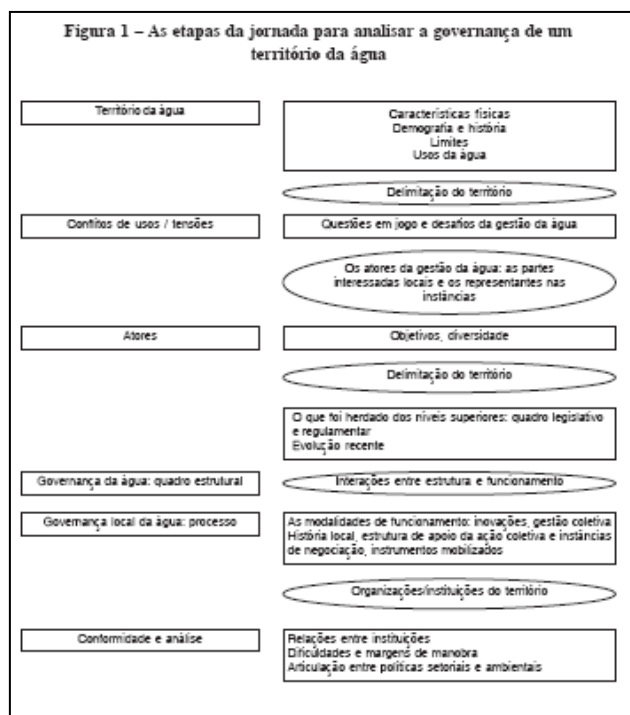 Figura 1 – As etapas da jornada para analisar a governança de um
território da água
Território da água
Características físicas
Demografia e história
Limites
Usos da água
Delimitação do território
Conflitos de usos / tensões
Questões em jogo e desafios da gestão da água
Os atores da gestão da água: as partes
interessadas locais e os representantes nas
instâncias
Atores
Objetivos, diversidade
Delimitação do território
O que foi herdado dos níveis superiores: quadro legislativo
e regulamentar
Evolução recente
Governança da água: quadro estrutural
Interações entre estrutura e funcionamento
Governança local da água: processo
As modalidades de funcionamento: inovações, gestão coletiva
História local, estrutura de apoio da ação coletiva e instâncias
de negociação, instrumentos mobilizados
Organizações/instituições do território
Conformidade e análise
Relações entre instituições
Dificuldades e margens de manobra
Articulação entre políticas setoriais e ambientais